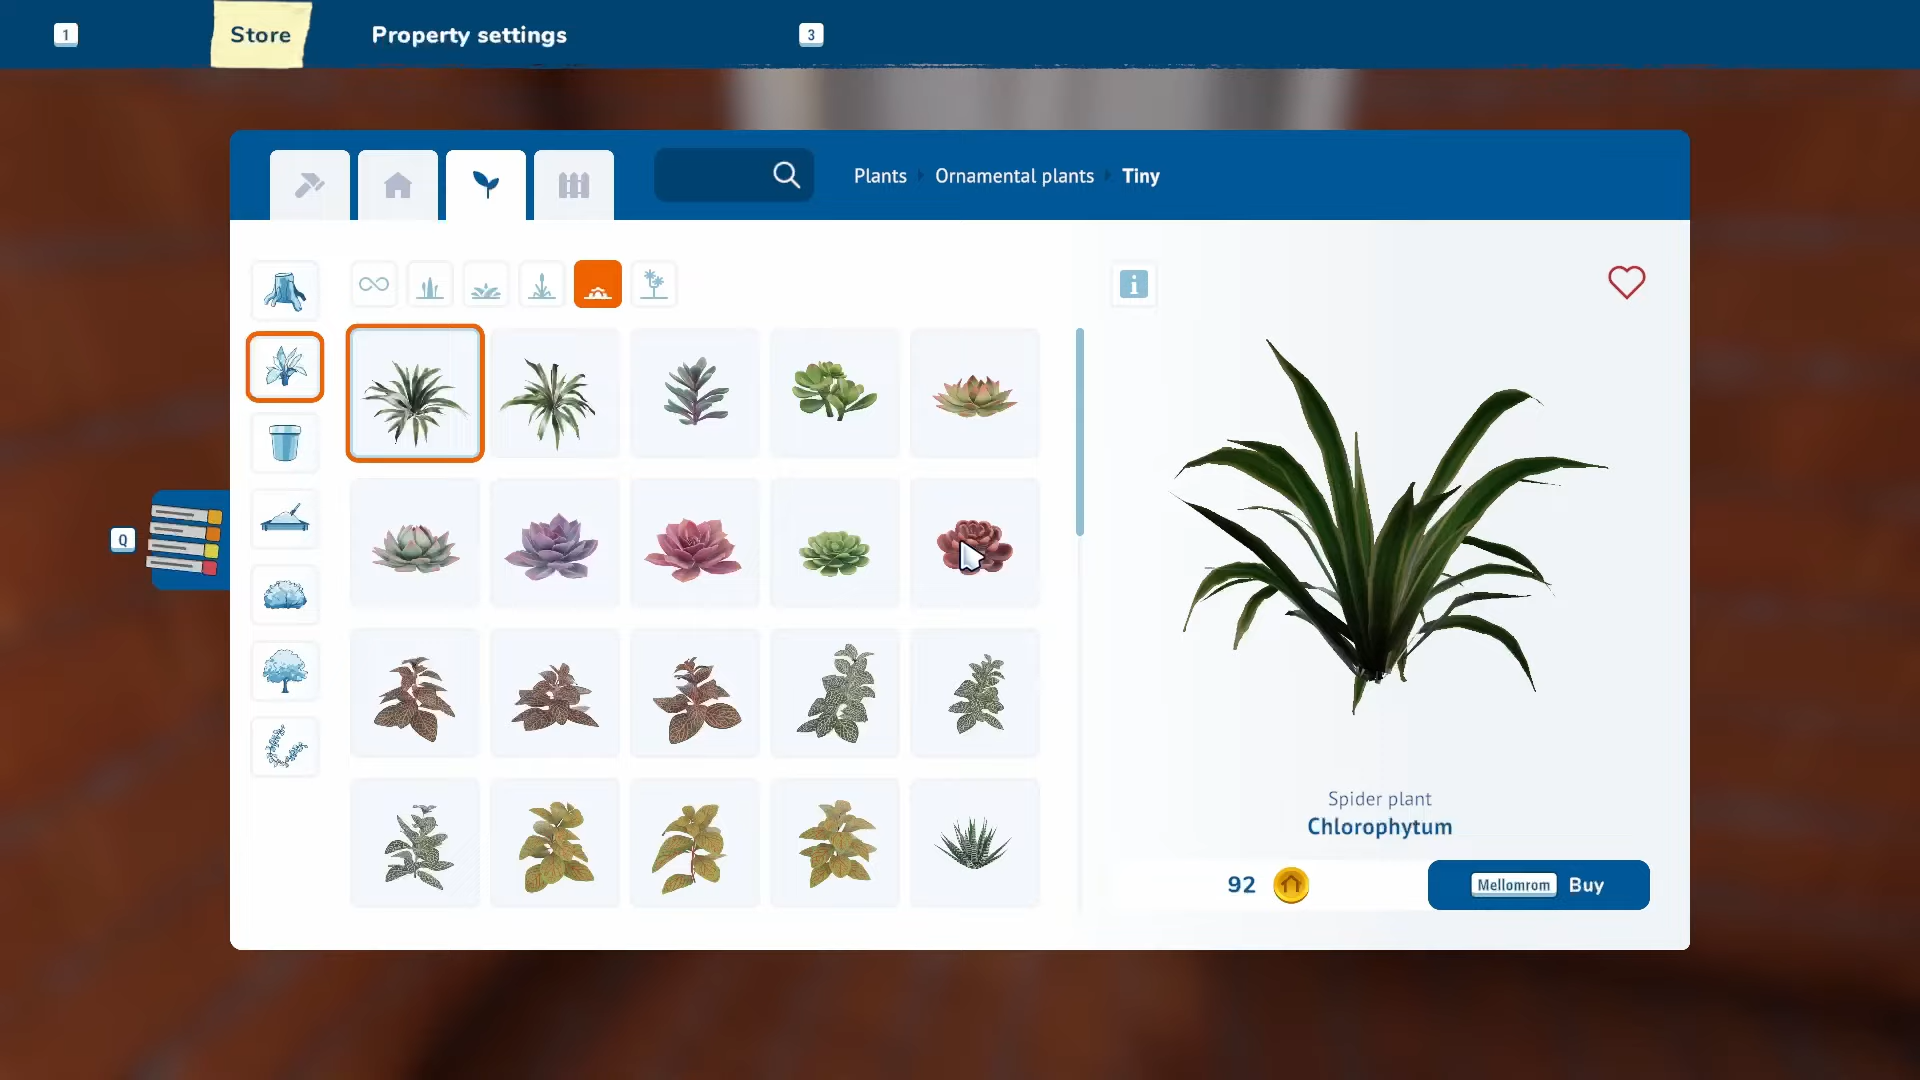 1
Store
Property settings
3
Plants
Ornamental plants
Tiny
i
Q
Spider plant
Chlorophytum
92
Mellomrom
Buy